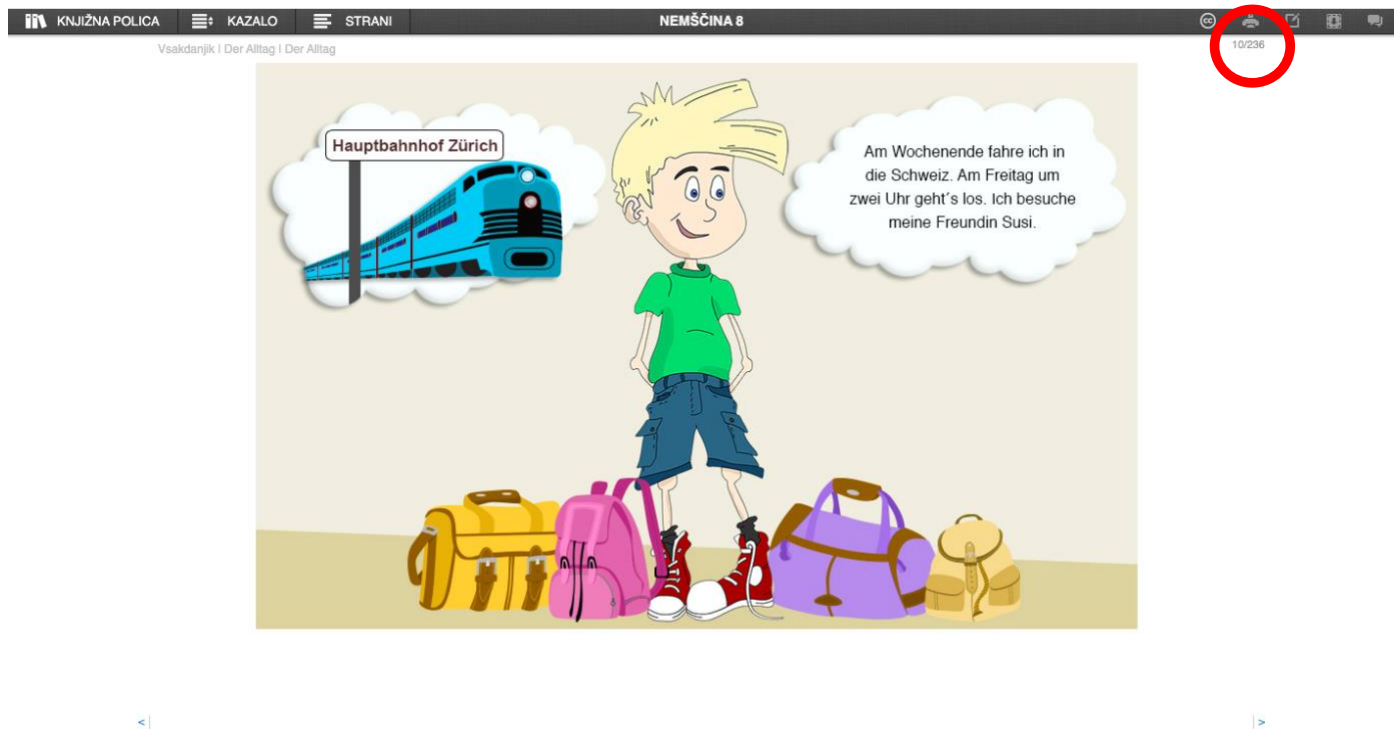 KNJIŽNA POLICA KAZALO STRANI NEMŠČINA 8
Vsakdanjik | Der Alltag | Der Alltag 10/236
Hauptbahnhof Zürich
Am Wochenende fahre ich in
die Schweiz. Am Freitag um
zwei Uhr geht´s los. Ich besuche
meine Freundin Susi.
< | | >